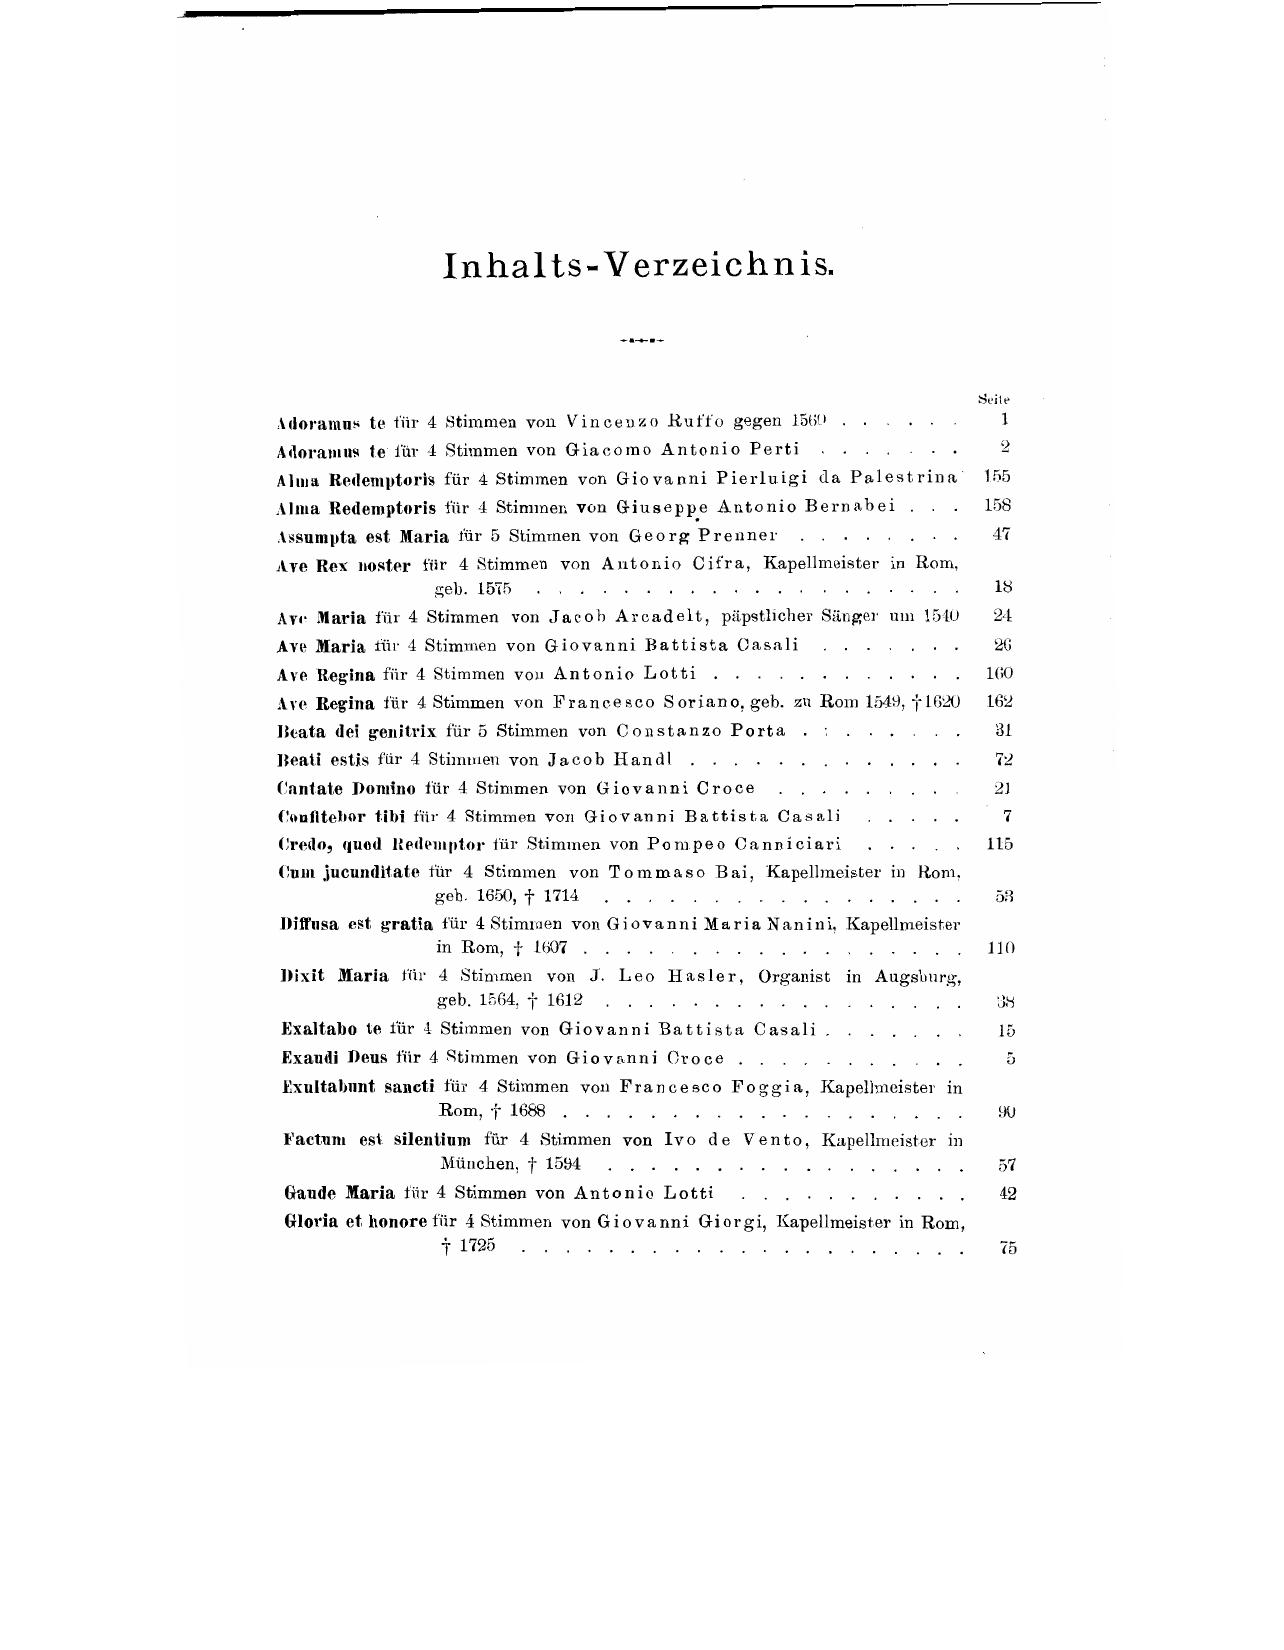 Inhalts-Verzeichnis.
Seite
Adoramus te für 4 Stimmen von Vincenzo Ruffo gegen 1560 . . . . . . 1
Adoramus te für 4 Stimmen von Giacomo Antonio Perti . . . . . . . 2
Alma Redemptoris für 4 Stimmen von Giovanni Pierluigi da Palestrina 155
Alma Redemptoris für 4 Stimmen von Giuseppe Antonio Bernabei . . . 158
Assumpta est Maria für 5 Stimmen von Georg Prenner . . . . . . . . 47
Ave Rex noster für 4 Stimmen von Antonio Cifra, Kapellmeister in Rom,
geb. 1575 . . . . . . . . . . . . . . . . . . . . 18
Ave Maria für 4 Stimmen von Jacob Arcadelt, päpstlicher Sänger um 1540 24
Ave Maria für 4 Stimmen von Giovanni Battista Casali . . . . . . . 26
Ave Regina für 4 Stimmen von Antonio Lotti . . . . . . . . . . . . 160
Ave Regina für 4 Stimmen von Francesco Soriano, geb. zu Rom 1549, †1620 162
Beata dei genitrix für 5 Stimmen von Constanzo Porta . . . . . . . . 31
Beati estis für 4 Stimmen von Jacob Handl . . . . . . . . . . . . . 72
Cantate Domino für 4 Stimmen von Giovanni Croce . . . . . . . . . 21
Confitebor tibi für 4 Stimmen von Giovanni Battista Casali . . . . . 7
Credo, quod Redemptor für Stimmen von Pompeo Canniciari . . . . . 115
Cum jucunditate für 4 Stimmen von Tommaso Bai, Kapellmeister in Rom,
geb. 1650, † 1714 . . . . . . . . . . . . . . . . . 53
Diffusa est gratia für 4 Stimmen von Giovanni Maria Nanini, Kapellmeister
in Rom, † 1607 . . . . . . . . . . . . . . . . . . 110
Dixit Maria für 4 Stimmen von J. Leo Hasler, Organist in Augsburg,
geb. 1564, † 1612 . . . . . . . . . . . . . . . . . 38
Exaltabo te für 4 Stimmen von Giovanni Battista Casali . . . . . . . 15
Exaudi Deus für 4 Stimmen von Giovanni Croce . . . . . . . . . . . 5
Exultabunt sancti für 4 Stimmen von Francesco Foggia, Kapellmeister in
Rom, † 1688 . . . . . . . . . . . . . . . . . . . 90
Factum est silentium für 4 Stimmen von Ivo de Vento, Kapellmeister in
München, † 1594 . . . . . . . . . . . . . . . . . 57
Gaude Maria für 4 Stimmen von Antonio Lotti . . . . . . . . . . . 42
Gloria et honore für 4 Stimmen von Giovanni Giorgi, Kapellmeister in Rom,
† 1725 . . . . . . . . . . . . . . . . . . . . . 75